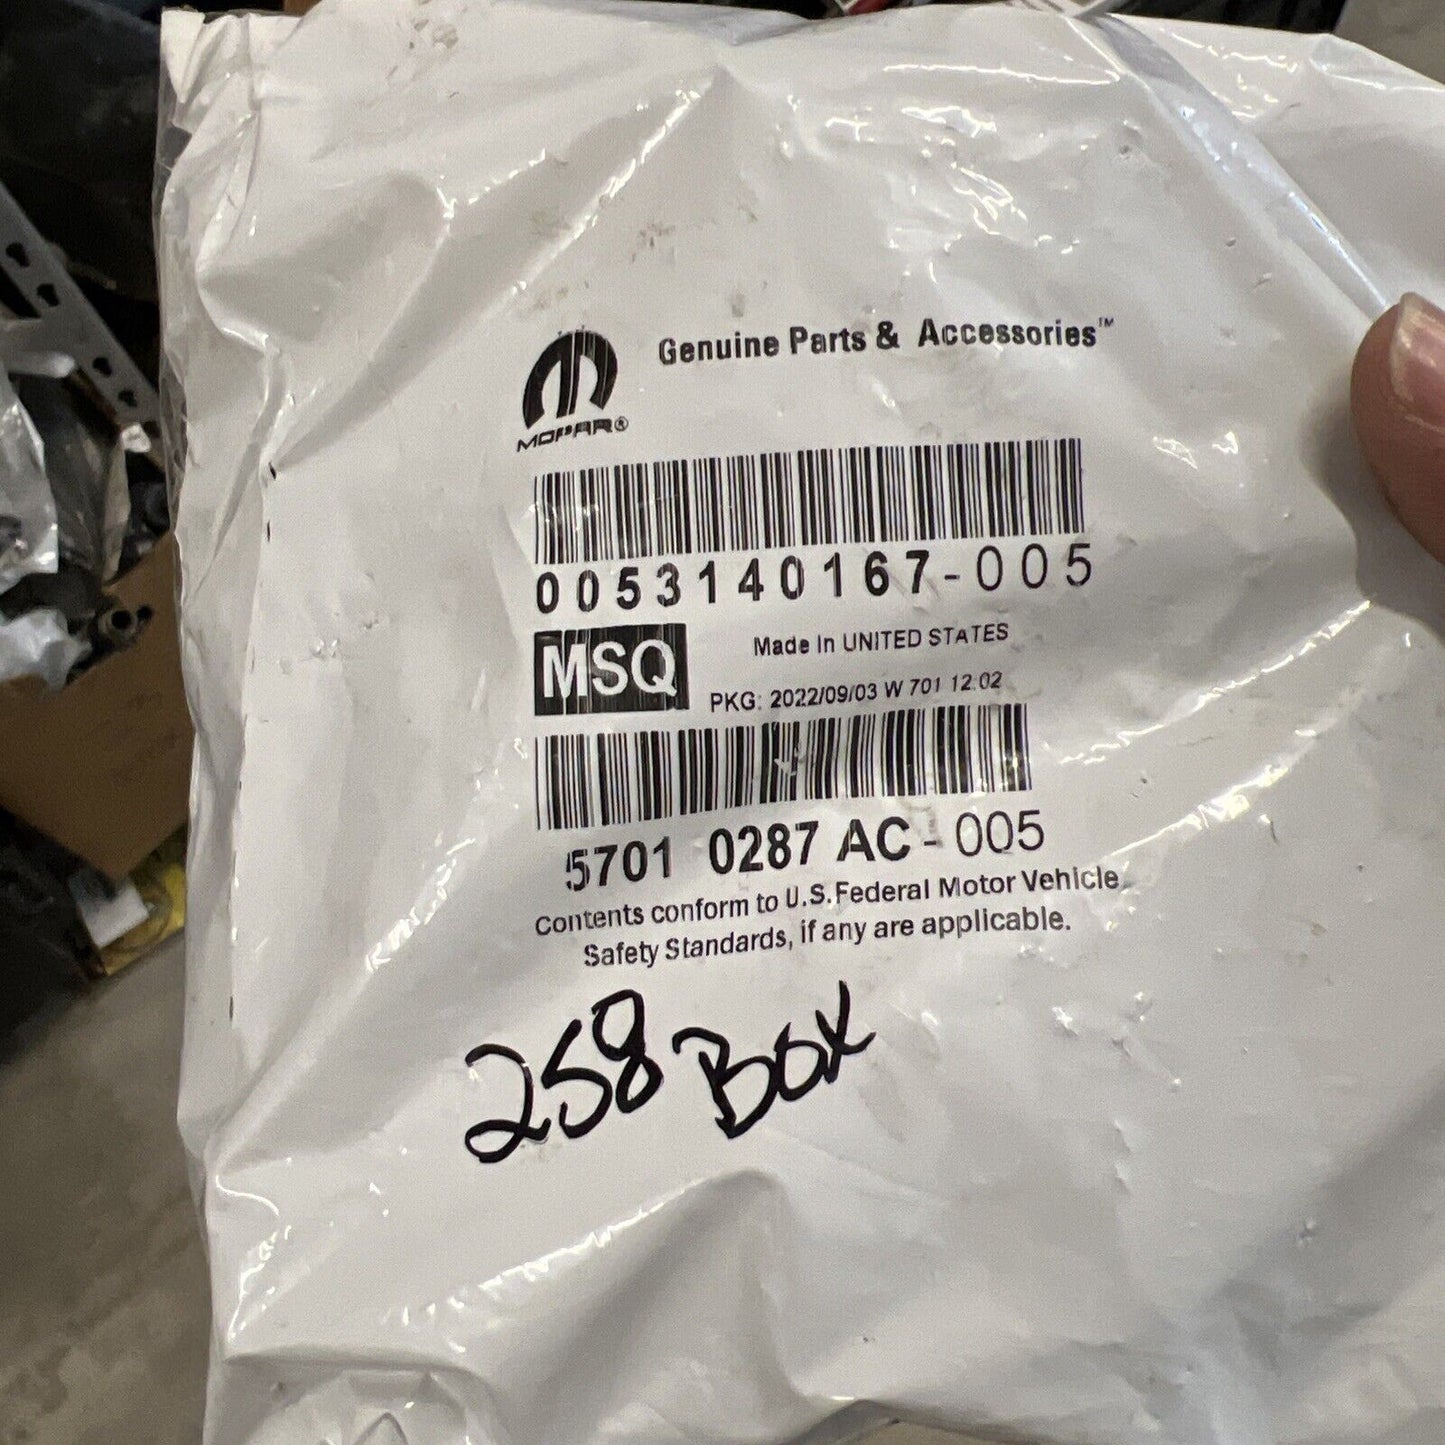 Genuine Parts & Accessories™
MOPAR®
0053140167-005
MSQ
Made In UNITED STATES
PKG: 2022/09/03 W 701 12.02
5701 0287 AC - 005
Contents conform to U.S.Federal Motor Vehicle
Safety Standards, if any are applicable.
258 Box